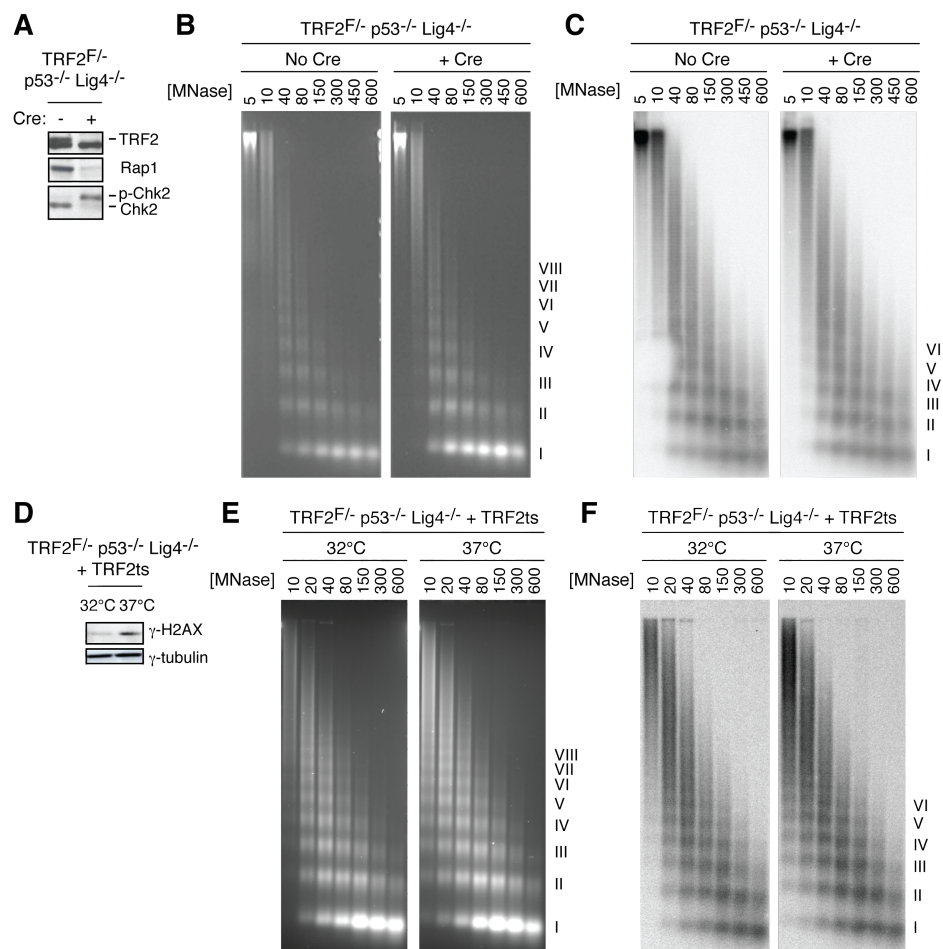 A
TRF2F/-
p53-/- Lig4-/-
Cre: - +
TRF2
Rap1
p-Chk2
Chk2
B
TRF2F/- p53-/- Lig4-/-
No Cre + Cre
[MNase] 5 10 40 80 150 300 450 600 5 10 40 80 150 300 450 600
VIII
VII
VI
V
IV
III
II
I
C
TRF2F/- p53-/- Lig4-/-
No Cre + Cre
[MNase] 5 10 40 80 150 300 450 600 5 10 40 80 150 300 450 600
VI
V
IV
III
II
I
D
TRF2F/- p53-/- Lig4-/-
+ TRF2ts
32°C 37°C
γ-H2AX
γ-tubulin
E
TRF2F/- p53-/- Lig4-/- + TRF2ts
32°C 37°C
[MNase] 10 20 40 80 150 300 600 10 20 40 80 150 300 600
VIII
VII
VI
V
IV
III
II
I
F
TRF2F/- p53-/- Lig4-/- + TRF2ts
32°C 37°C
[MNase] 10 20 40 80 150 300 600 10 20 40 80 150 300 600
VI
V
IV
III
II
I